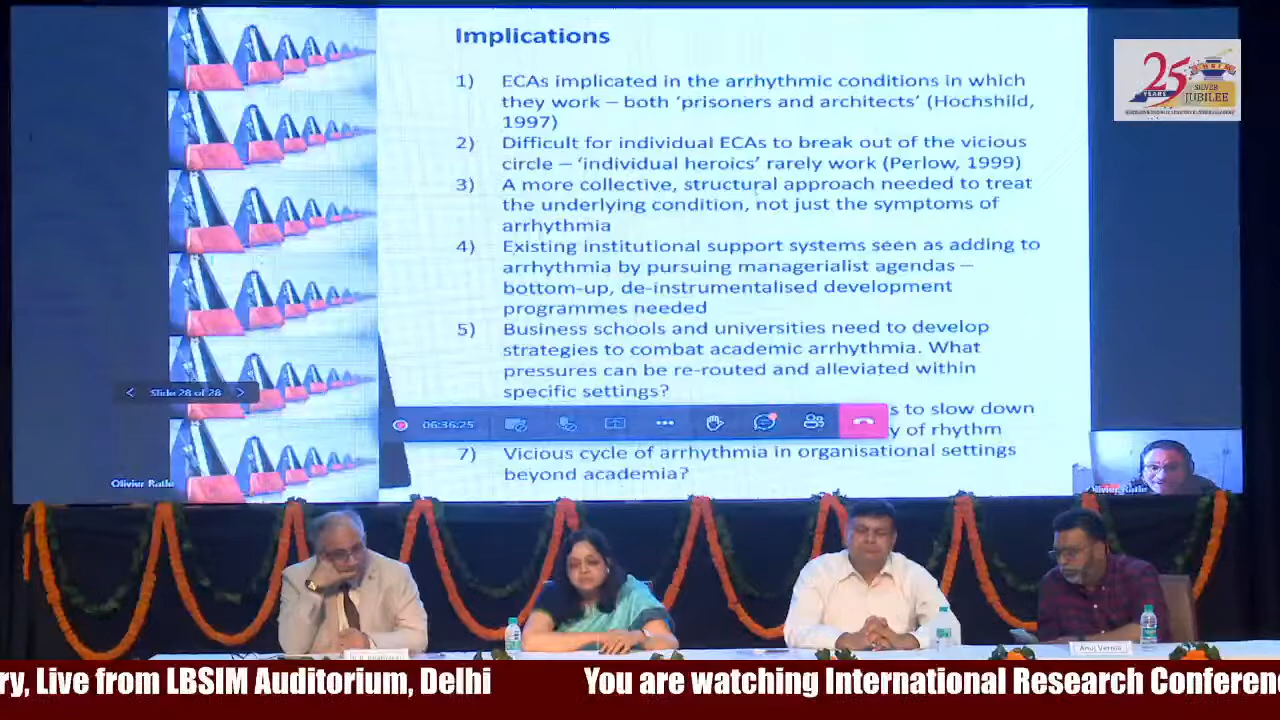 Implications
1) ECAs implicated in the arrhythmic conditions in which
they work – both 'prisoners and architects' (Hochshild,
1997)
2) Difficult for individual ECAs to break out of the vicious
circle – 'individual heroics' rarely work (Perlow, 1999)
3) A more collective, structural approach needed to treat
the underlying condition, not just the symptoms of
arrhythmia
4) Existing institutional support systems seen as adding to
arrhythmia by pursuing managerialist agendas –
bottom-up, de-instrumentalised development
programmes needed
5) Business schools and universities need to develop
strategies to combat academic arrhythmia. What
pressures can be re-routed and alleviated within
specific settings?
s to slow down
y of rhythm
7) Vicious cycle of arrhythmia in organisational settings
beyond academia?
Slide 28 of 28
06:36:25
Olivier Ratle
Olivier Ratle
25
YEARS
SILVER
JUBILEE
Anuj Verma
ry, Live from LBSIM Auditorium, Delhi
You are watching International Research Conferenc